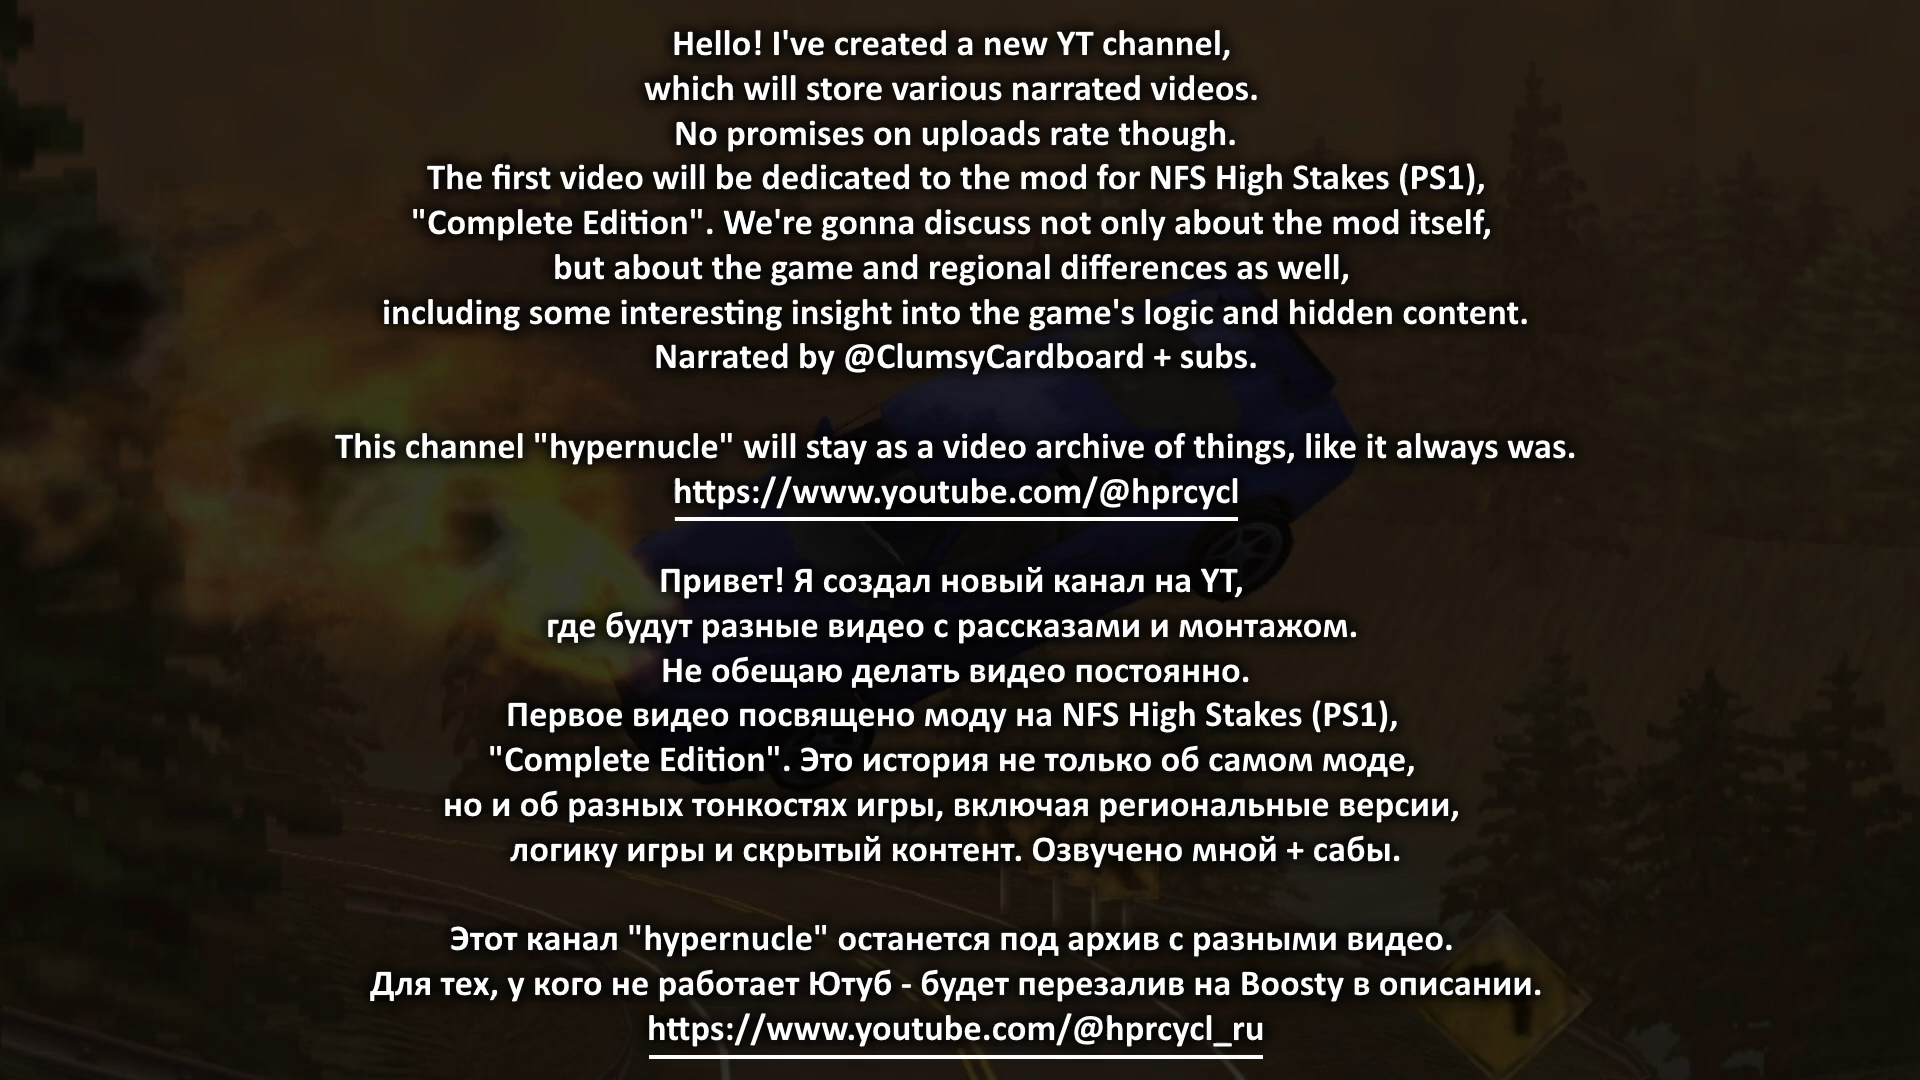 Hello! I've created a new YT channel,
which will store various narrated videos.
No promises on uploads rate though.
The first video will be dedicated to the mod for NFS High Stakes (PS1),
"Complete Edition". We're gonna discuss not only about the mod itself,
but about the game and regional differences as well,
including some interesting insight into the game's logic and hidden content.
Narrated by @ClumsyCardboard + subs.
This channel "hypernucle" will stay as a video archive of things, like it always was.
https://www.youtube.com/@hprcycl
Привет! Я создал новый канал на YT,
где будут разные видео с рассказами и монтажом.
Не обещаю делать видео постоянно.
Первое видео посвящено моду на NFS High Stakes (PS1),
"Complete Edition". Это история не только об самом моде,
но и об разных тонкостях игры, включая региональные версии,
логику игры и скрытый контент. Озвучено мной + сабы.
Этот канал "hypernucle" останется под архив с разными видео.
Для тех, у кого не работает Ютуб - будет перезалив на Boosty в описании.
https://www.youtube.com/@hprcycl_ru